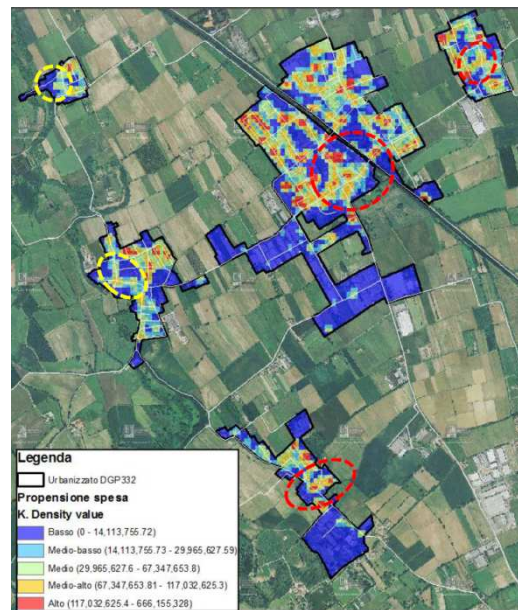 Legenda
Urbanizzato DGP332
Propensione spesa
K. Density value
Basso (0 - 14,113,755.72)
Medio-basso (14,113,755.73 - 29,965,627.59)
Medio (29,965,627.6 - 67,347,653.8)
Medio-alto (67,347,653.81 - 117,032,625.3)
Alto (117,032,625.4 - 666,155,328)